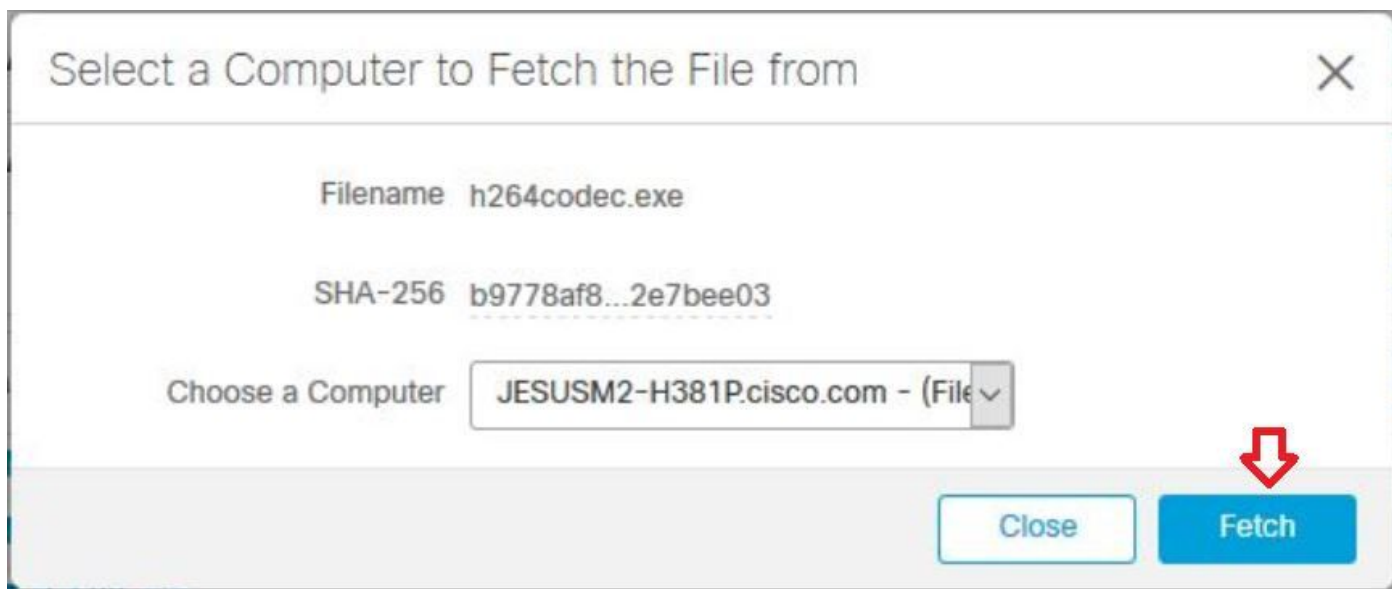 Select a Computer to Fetch the File from
Filename h264codec.exe
SHA-256 b9778af8...2e7bee03
Choose a Computer JESUSM2-H381P.cisco.com - (File
Close Fetch